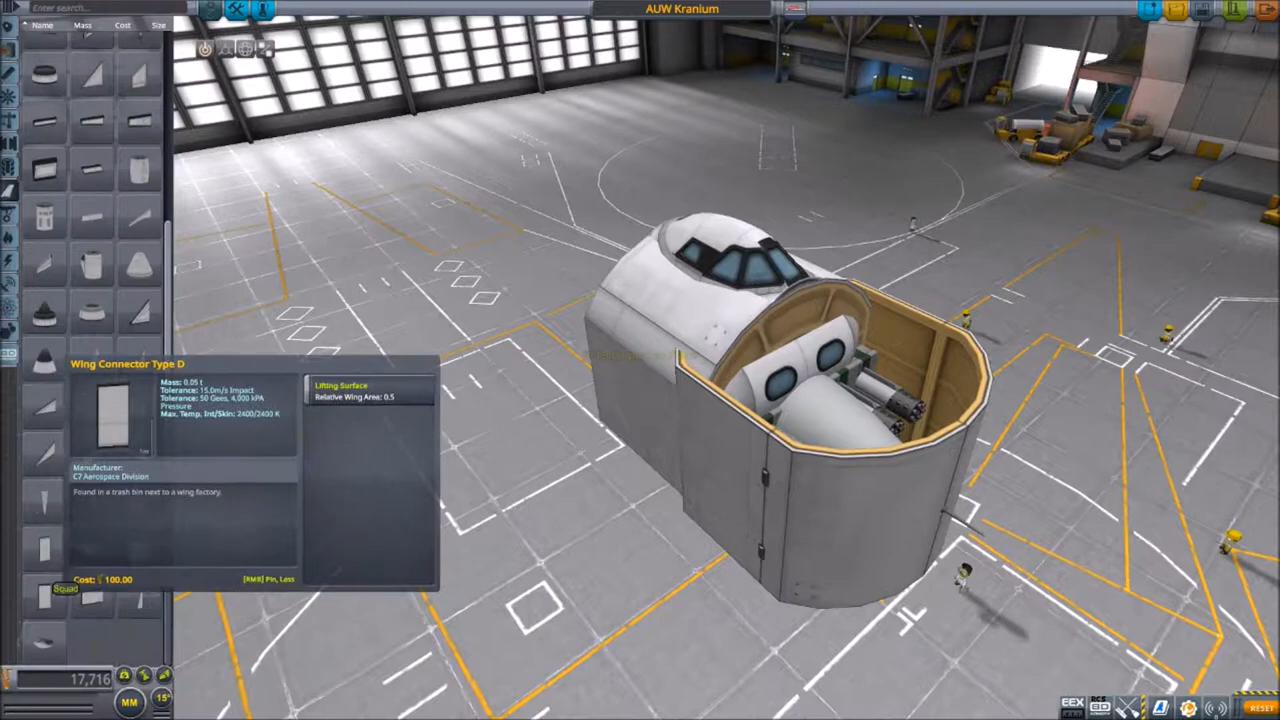 Enter search...
AUW Kranium
Name Mass Cost Size
Wing Connector Type D
Mass: 0.05 t
Tolerance: 15.0m/s Impact
Tolerance: 50 Gees, 4,000 kPA
Pressure
Max. Temp. Int/Skin: 2400/2400 K
Lifting Surface
Relative Wing Area: 0.5
Manufacturer:
C7 Aerospace Division
Found in a trash bin next to a wing factory.
Cost: 100.00
[RMB] Pin, Less
Squad
17,716
MM
15°
EEX
RCS
RESET